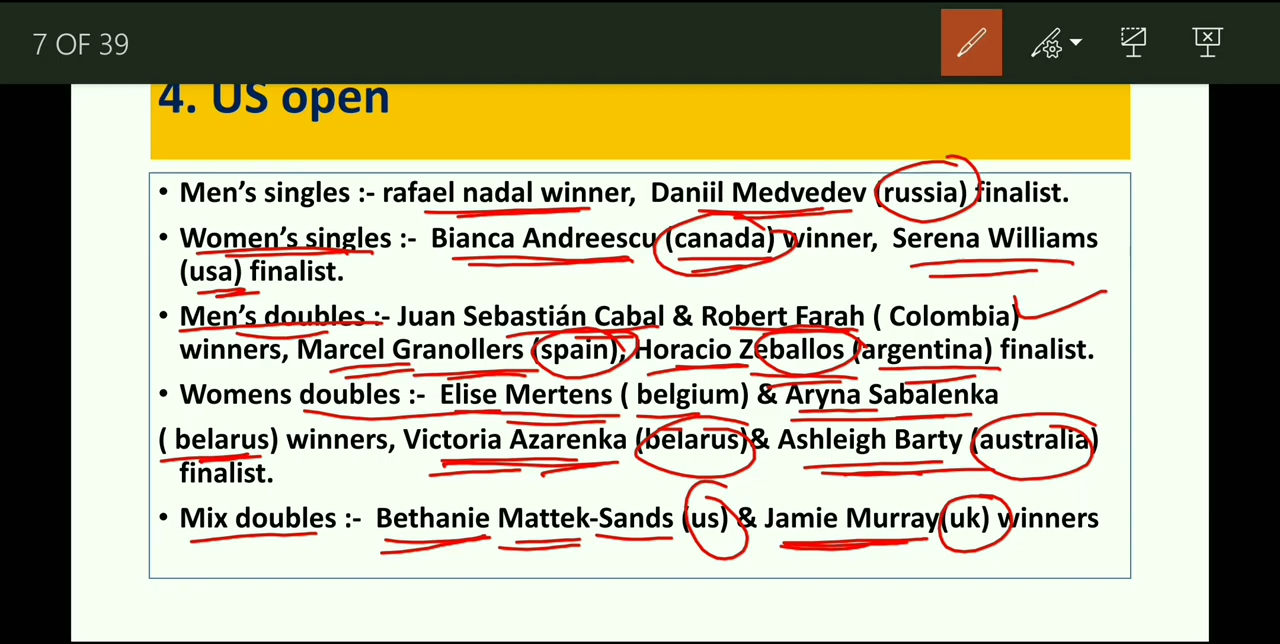 7 OF 39
4. US open
• Men's singles :- rafael nadal winner, Daniil Medvedev (russia) finalist.
• Women's singles :- Bianca Andreescu (canada) winner, Serena Williams
(usa) finalist.
• Men's doubles :- Juan Sebastián Cabal & Robert Farah ( Colombia)
winners, Marcel Granollers (spain), Horacio Zeballos (argentina) finalist.
• Womens doubles :- Elise Mertens ( belgium) & Aryna Sabalenka
( belarus) winners, Victoria Azarenka (belarus)& Ashleigh Barty (australia)
finalist.
• Mix doubles :- Bethanie Mattek-Sands (us) & Jamie Murray(uk) winners